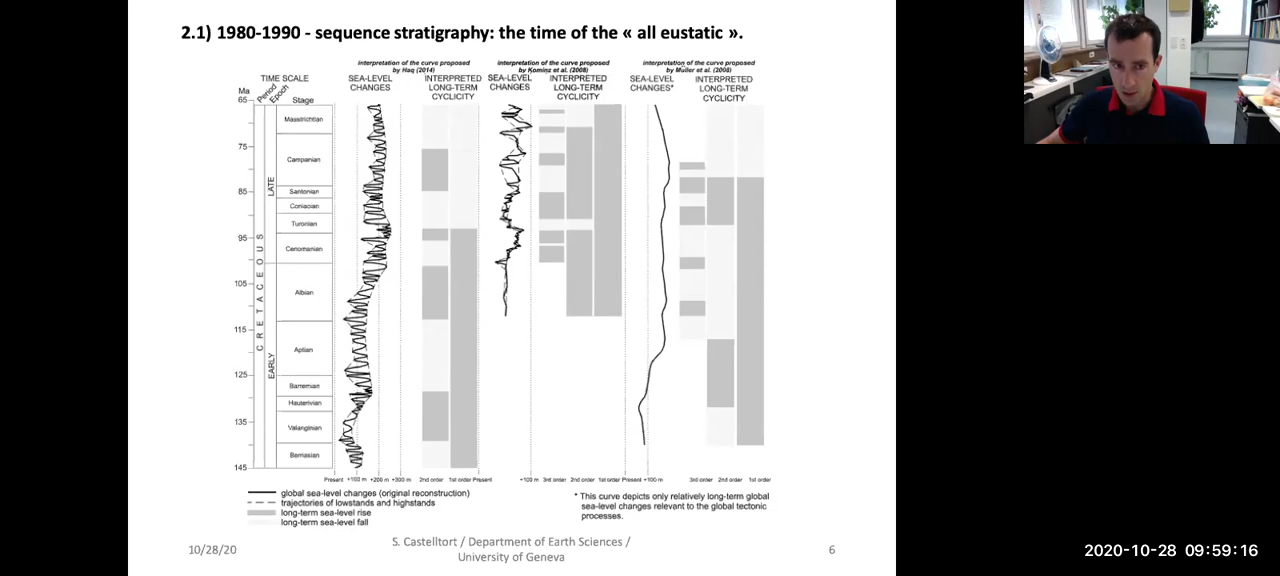 2.1) 1980-1990 - sequence stratigraphy: the time of the « all eustatic ».
interpretation of the curve proposed
by Haq (2014)
interpretation of the curve proposed
by Kominz et al. (2008)
interpretation of the curve proposed
by Müller et al. (2008)
TIME SCALE
SEA-LEVEL
CHANGES
INTERPRETED
LONG-TERM
CYCLICITY
SEA-LEVEL
CHANGES
INTERPRETED
LONG-TERM
CYCLICITY
SEA-LEVEL
CHANGES*
INTERPRETED
LONG-TERM
CYCLICITY
Ma
Period
Epoch
Stage
65
75
85
95
105
115
125
135
145
CRETACEOUS
LATE
EARLY
Maastrichtian
Campanian
Santonian
Coniacian
Turonian
Cenomanian
Albian
Aptian
Barremian
Hauterivian
Valanginian
Berriasian
Present +100 m +200 m +300 m 2nd order 1st order Present +100 m 3rd order 2nd order 1st order Present +100 m 3rd order 2nd order 1st order
global sea-level changes (original reconstruction)
trajectories of lowstands and highstands
long-term sea-level rise
long-term sea-level fall
* This curve depicts only relatively long-term global
sea-level changes relevant to the global tectonic
processes.
10/28/20
S. Castelltort / Department of Earth Sciences /
University of Geneva
6
2020-10-28 09:59:16